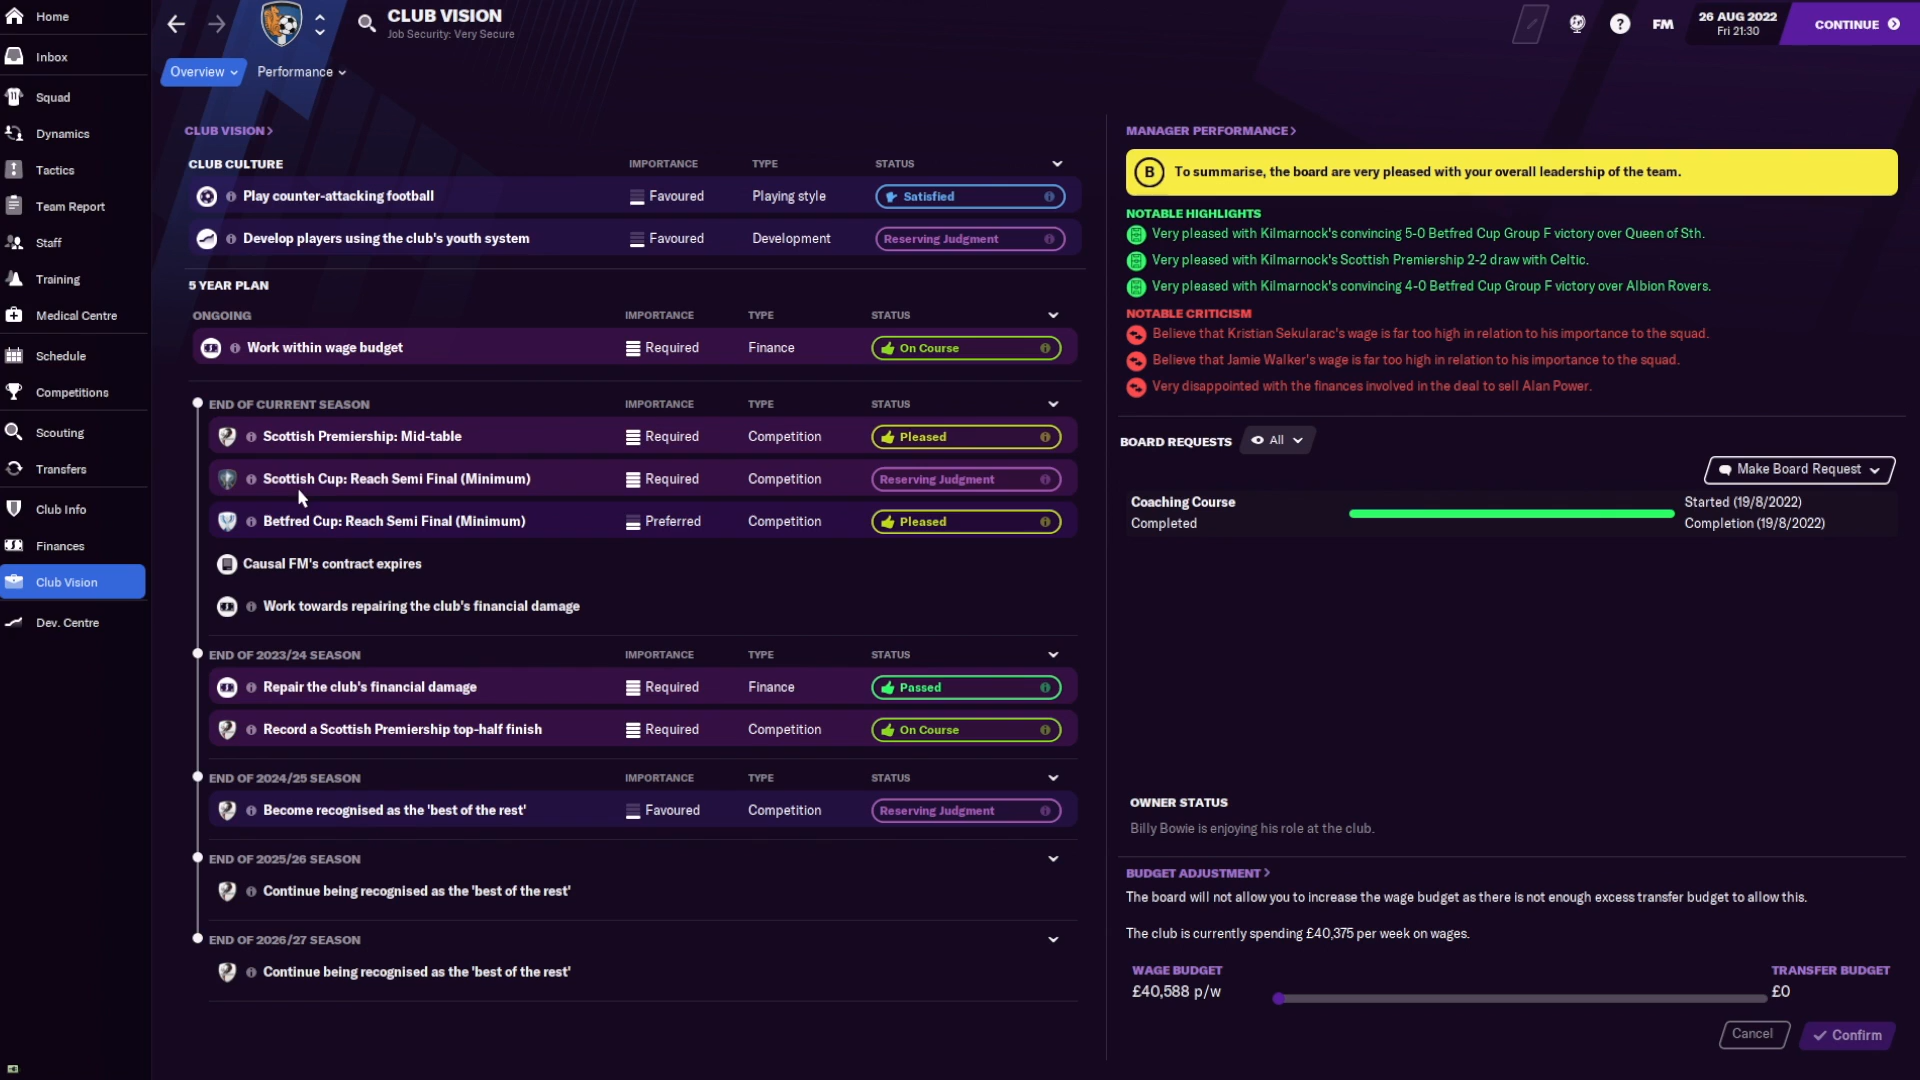 Home
Inbox
Squad
Dynamics
Tactics
Team Report
Staff
Training
Medical Centre
Schedule
Competitions
Scouting
Transfers
Club Info
Finances
Club Vision
Dev. Centre
CLUB VISION
Job Security: Very Secure
FM
26 AUG 2022
Fri 21:30
CONTINUE
Overview
Performance
CLUB VISION >
CLUB CULTURE IMPORTANCE TYPE STATUS
Play counter-attacking football Favoured Playing style Satisfied
Develop players using the club's youth system Favoured Development Reserving Judgment
5 YEAR PLAN
ONGOING IMPORTANCE TYPE STATUS
Work within wage budget Required Finance On Course
END OF CURRENT SEASON IMPORTANCE TYPE STATUS
Scottish Premiership: Mid-table Required Competition Pleased
Scottish Cup: Reach Semi Final (Minimum) Required Competition Reserving Judgment
Betfred Cup: Reach Semi Final (Minimum) Preferred Competition Pleased
Causal FM's contract expires
Work towards repairing the club's financial damage
END OF 2023/24 SEASON IMPORTANCE TYPE STATUS
Repair the club's financial damage Required Finance Passed
Record a Scottish Premiership top-half finish Required Competition On Course
END OF 2024/25 SEASON IMPORTANCE TYPE STATUS
Become recognised as the 'best of the rest' Favoured Competition Reserving Judgment
END OF 2025/26 SEASON
Continue being recognised as the 'best of the rest'
END OF 2026/27 SEASON
Continue being recognised as the 'best of the rest'
MANAGER PERFORMANCE >
B To summarise, the board are very pleased with your overall leadership of the team.
NOTABLE HIGHLIGHTS
Very pleased with Kilmarnock's convincing 5-0 Betfred Cup Group F victory over Queen of Sth.
Very pleased with Kilmarnock's Scottish Premiership 2-2 draw with Celtic.
Very pleased with Kilmarnock's convincing 4-0 Betfred Cup Group F victory over Albion Rovers.
NOTABLE CRITICISM
Believe that Kristian Sekularac's wage is far too high in relation to his importance to the squad.
Believe that Jamie Walker's wage is far too high in relation to his importance to the squad.
Very disappointed with the finances involved in the deal to sell Alan Power.
BOARD REQUESTS All
Make Board Request
Coaching Course Started (19/8/2022)
Completed Completion (19/8/2022)
OWNER STATUS
Billy Bowie is enjoying his role at the club.
BUDGET ADJUSTMENT >
The board will not allow you to increase the wage budget as there is not enough excess transfer budget to allow this.
The club is currently spending £40,375 per week on wages.
WAGE BUDGET TRANSFER BUDGET
£40,588 p/w £0
Cancel Confirm